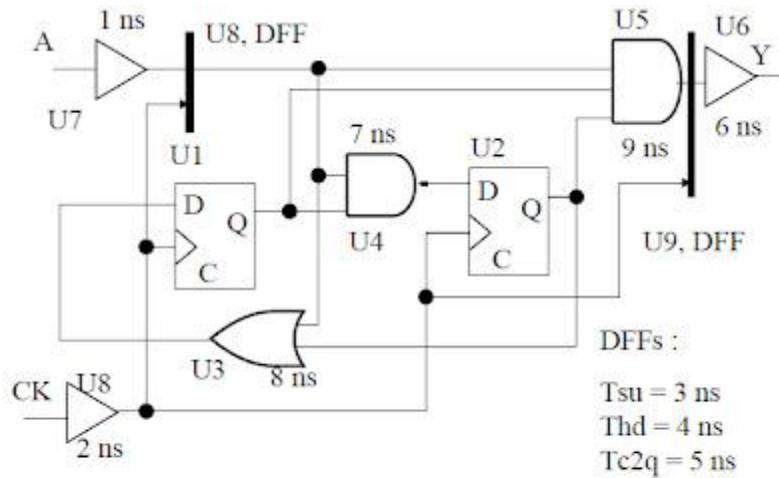 1 ns
A
U8, DFF
U5
U6
Y
U7
U1
7 ns
U2
9 ns
6 ns
D
Q
C
U4
D
Q
C
U9, DFF
U3
8 ns
DFFs :
CK
U8
2 ns
Tsu = 3 ns
Thd = 4 ns
Tc2q = 5 ns